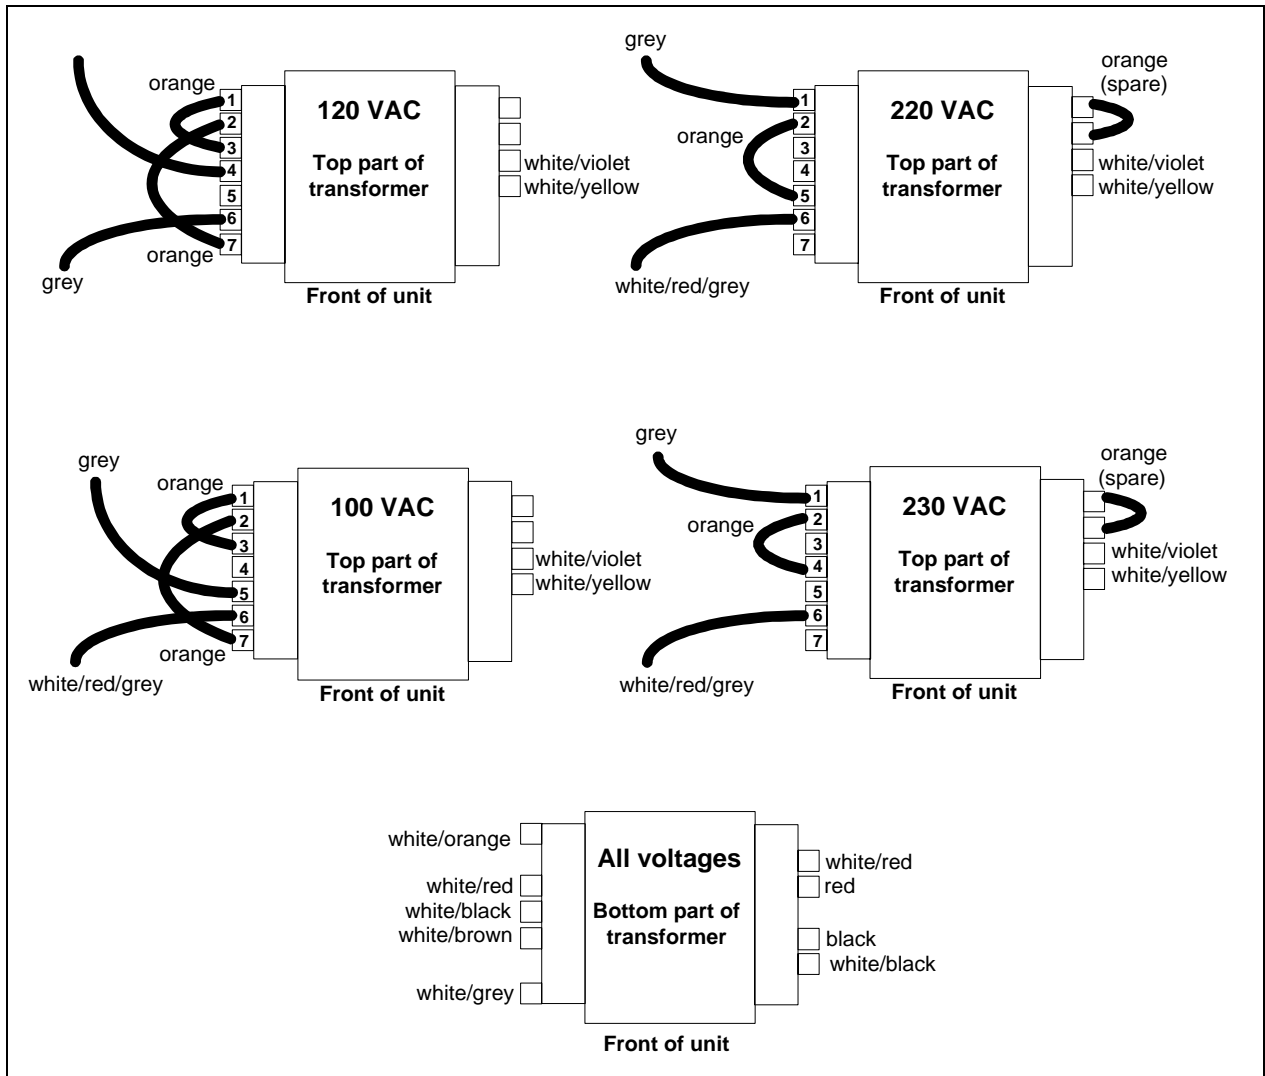 orange
1
2
3
4
5
6
7
orange
grey
120 VAC
Top part of
transformer
white/violet
white/yellow
Front of unit
grey
orange
1
2
3
4
5
6
7
white/red/grey
220 VAC
Top part of
transformer
orange
(spare)
white/violet
white/yellow
Front of unit
grey
orange
1
2
3
4
5
6
7
orange
white/red/grey
100 VAC
Top part of
transformer
white/violet
white/yellow
Front of unit
grey
orange
1
2
3
4
5
6
7
white/red/grey
230 VAC
Top part of
transformer
orange
(spare)
white/violet
white/yellow
Front of unit
white/orange
white/red
white/black
white/brown
white/grey
All voltages
Bottom part of
transformer
white/red
red
black
white/black
Front of unit